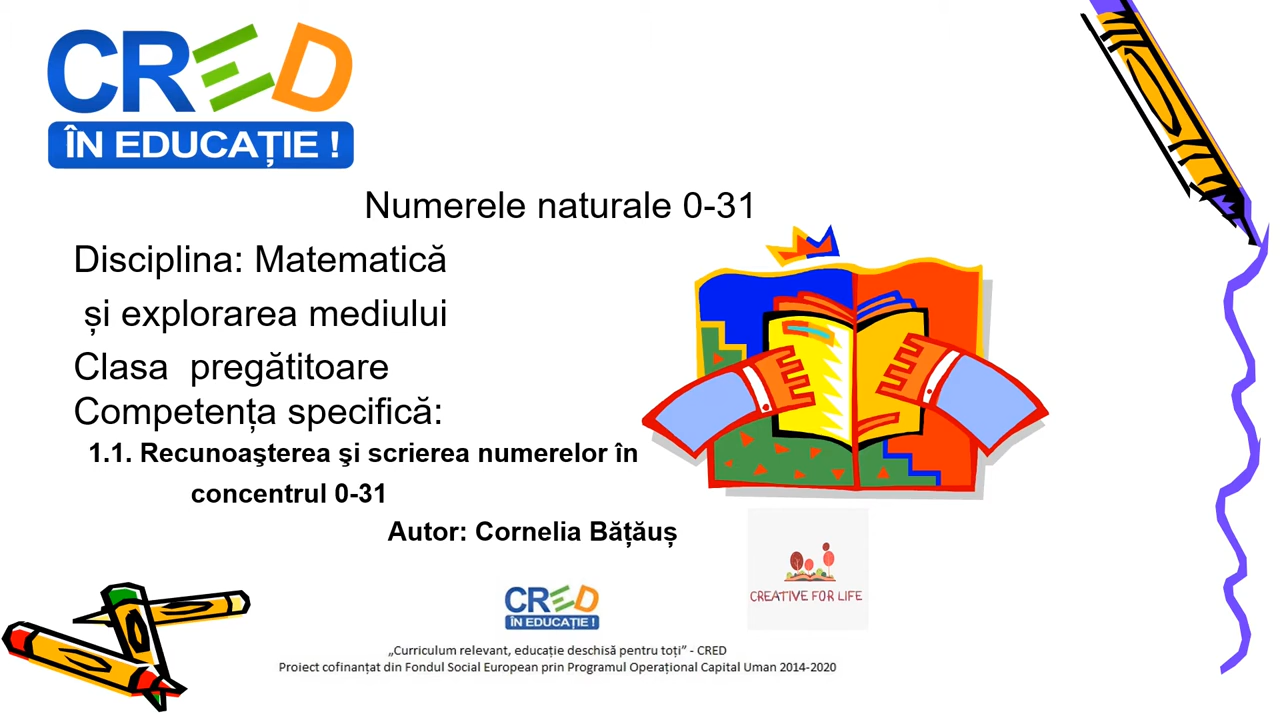 CRED
ÎN EDUCAȚIE !
Numerele naturale 0-31
Disciplina: Matematică
și explorarea mediului
Clasa pregătitoare
Competența specifică:
1.1. Recunoaşterea şi scrierea numerelor în
concentrul 0-31
Autor: Cornelia Bățăuș
CREATIVE FOR LIFE
CRED
ÎN EDUCAȚIE !
„Curriculum relevant, educație deschisă pentru toți” - CRED
Proiect cofinanțat din Fondul Social European prin Programul Operațional Capital Uman 2014-2020